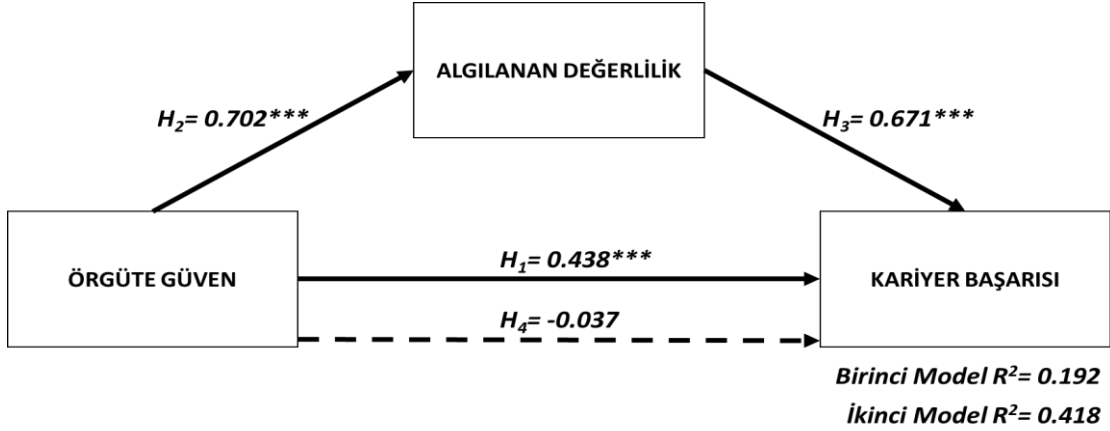 ALGILANAN DEĞERLİLİK
H₂= 0.702***
H₃= 0.671***
ÖRGÜTE GÜVEN
H₁= 0.438***
KARİYER BAŞARISI
H₄= -0.037
Birinci Model R²= 0.192
İkinci Model R²= 0.418